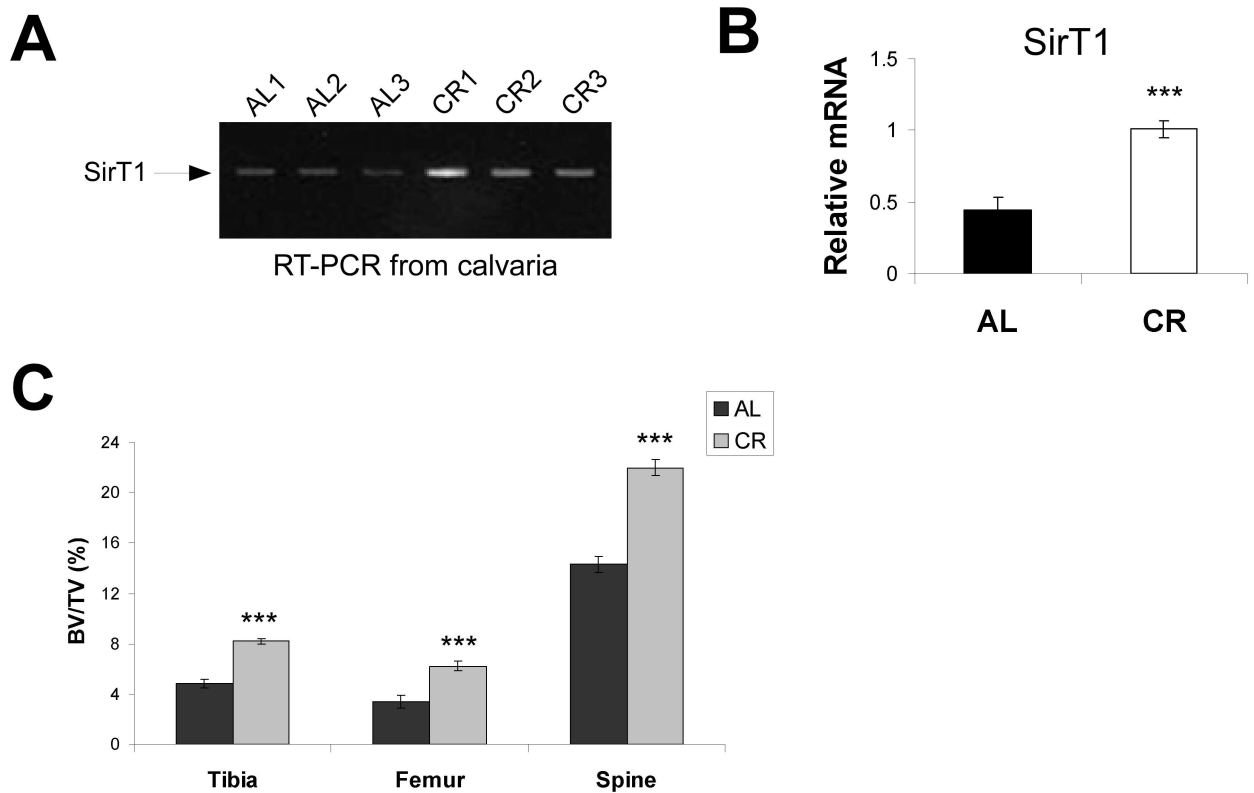 A
AL1 AL2 AL3 CR1 CR2 CR3
SirT1
RT-PCR from calvaria
B
SirT1
Relative mRNA
1.5
1
0.5
0
***
AL CR
C
AL
CR
BV/TV (%)
24
20
16
12
8
4
0
***
***
***
Tibia Femur Spine